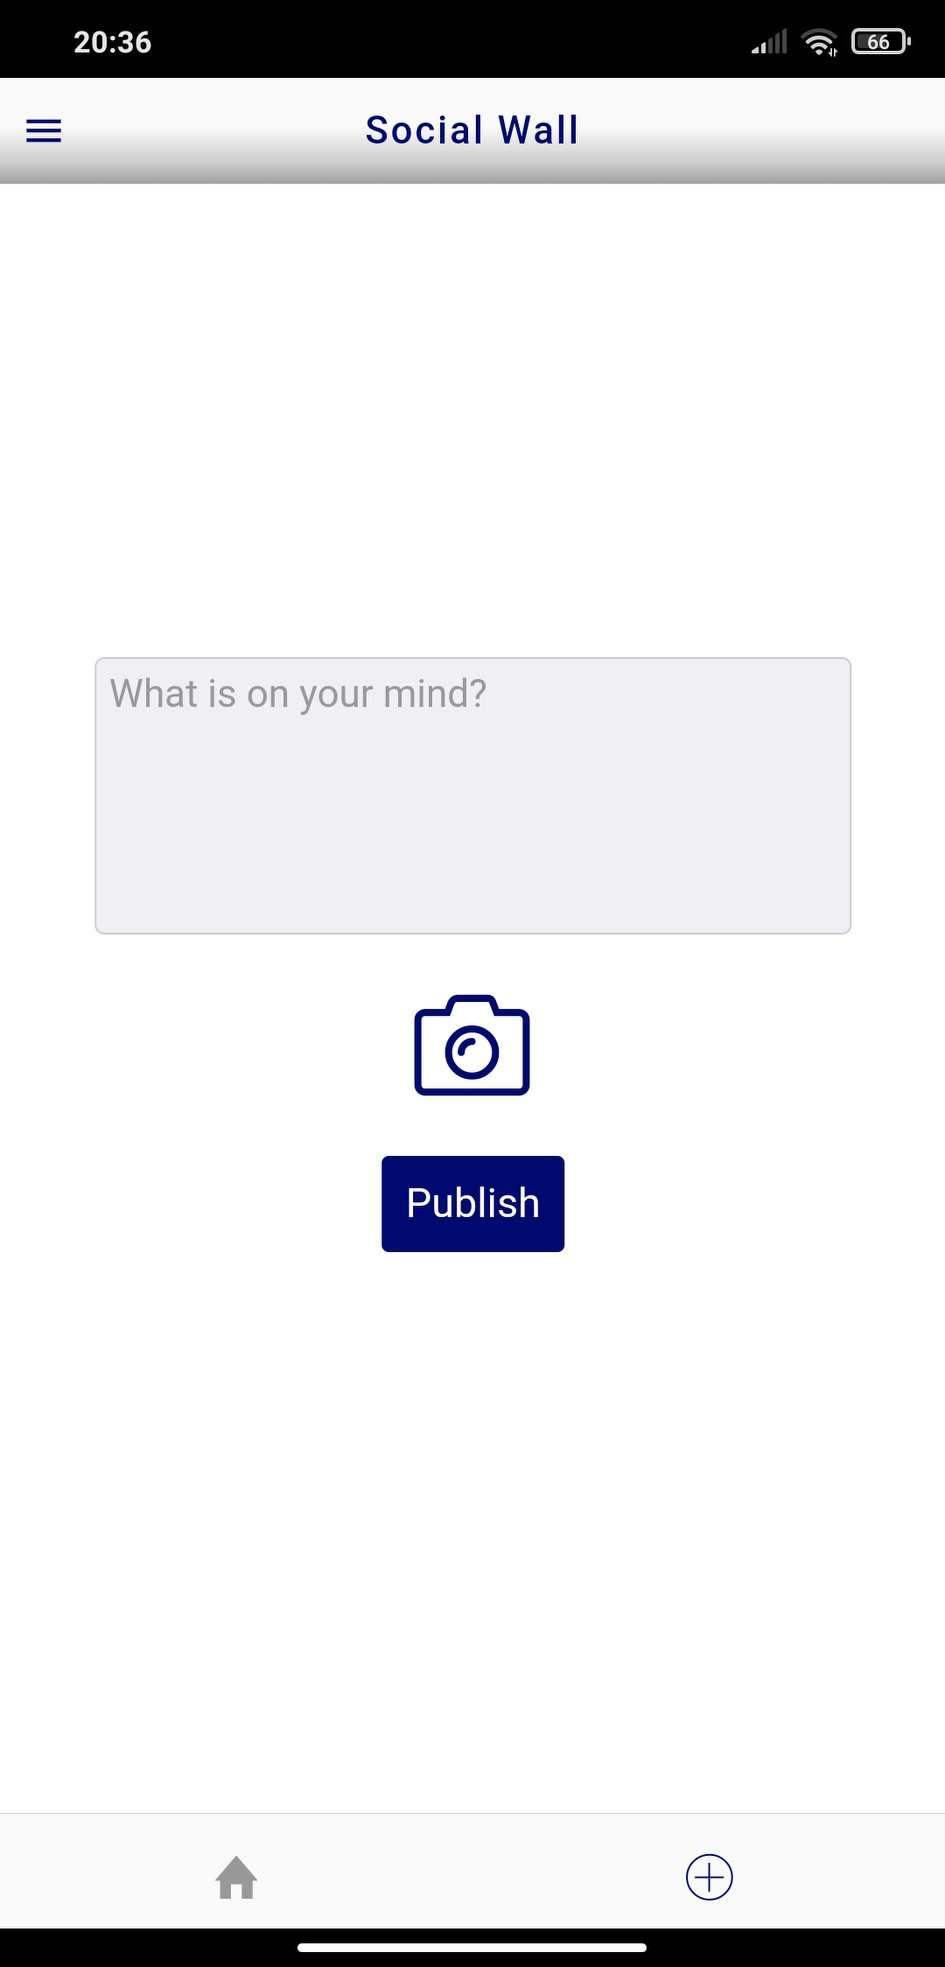 20:36
66
Social Wall
What is on your mind?
Publish